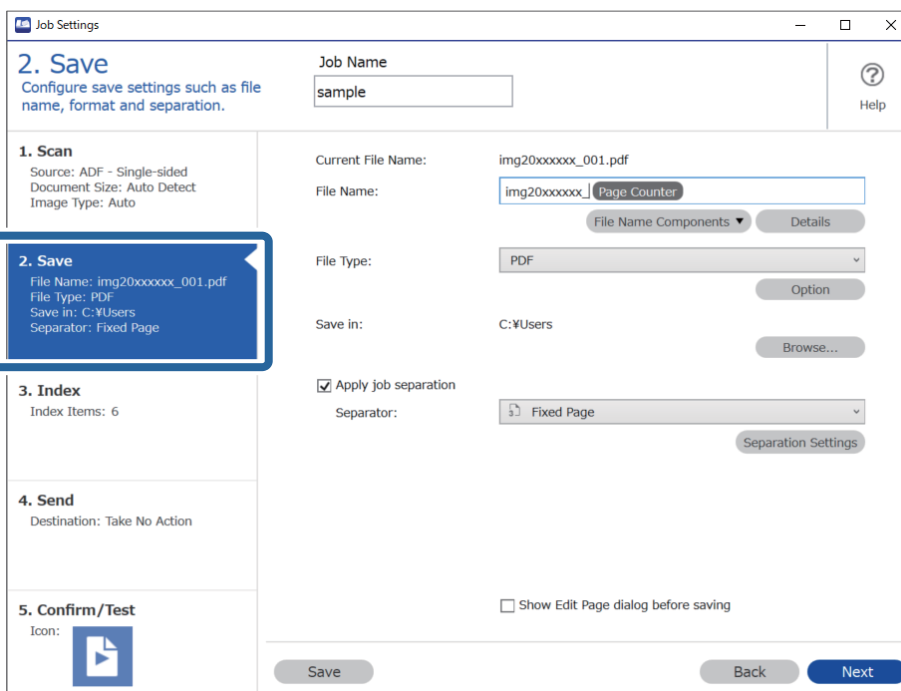 Job Settings
2. Save
Configure save settings such as file
name, format and separation.
Job Name
sample
Help
1. Scan
Source: ADF - Single-sided
Document Size: Auto Detect
Image Type: Auto
2. Save
File Name: img20xxxxxx_001.pdf
File Type: PDF
Save in: C:¥Users
Separator: Fixed Page
3. Index
Index Items: 6
4. Send
Destination: Take No Action
5. Confirm/Test
Icon:
Current File Name: img20xxxxxx_001.pdf
File Name: img20xxxxxx_ Page Counter
File Name Components ▼ Details
File Type: PDF
Option
Save in: C:¥Users
Browse...
Apply job separation
Separator: Fixed Page
Separation Settings
Show Edit Page dialog before saving
Save Back Next